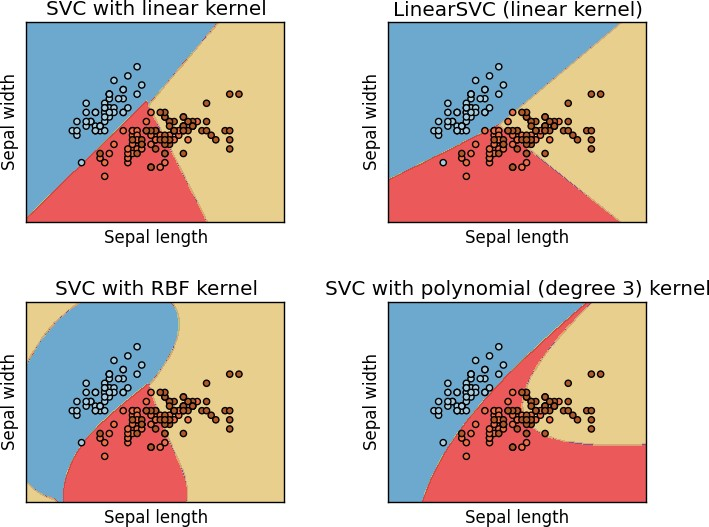 SVC with linear kernel
LinearSVC (linear kernel)
Sepal width
Sepal width
Sepal length
Sepal length
SVC with RBF kernel
SVC with polynomial (degree 3) kernel
Sepal width
Sepal width
Sepal length
Sepal length